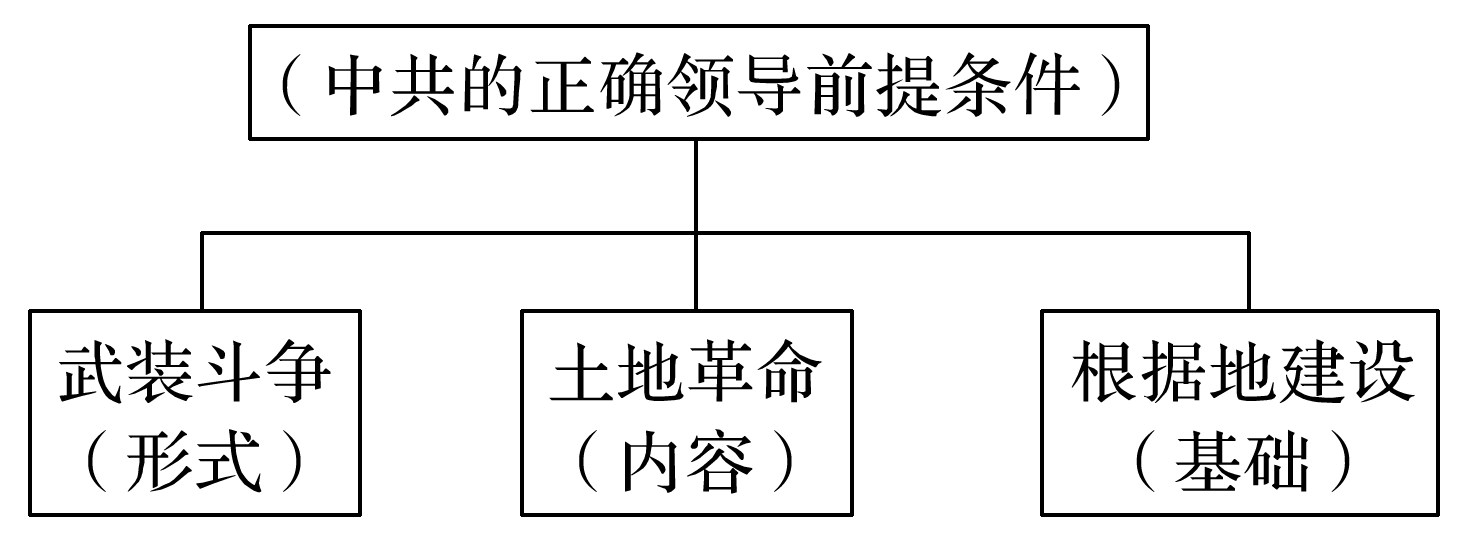 （中共的正确领导前提条件）
武装斗争
（形式）
土地革命
（内容）
根据地建设
（基础）